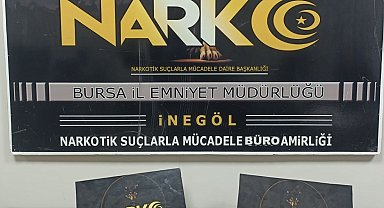 NARKO
NARKOTİK SUÇLARLA MÜCADELE DAİRE BAŞKANLIĞI
BURSA İL EMNİYET MÜDÜRLÜĞÜ
İNEGÖL
NARKOTİK SUÇLARLA MÜCADELE BÜRO AMİRLİĞİ